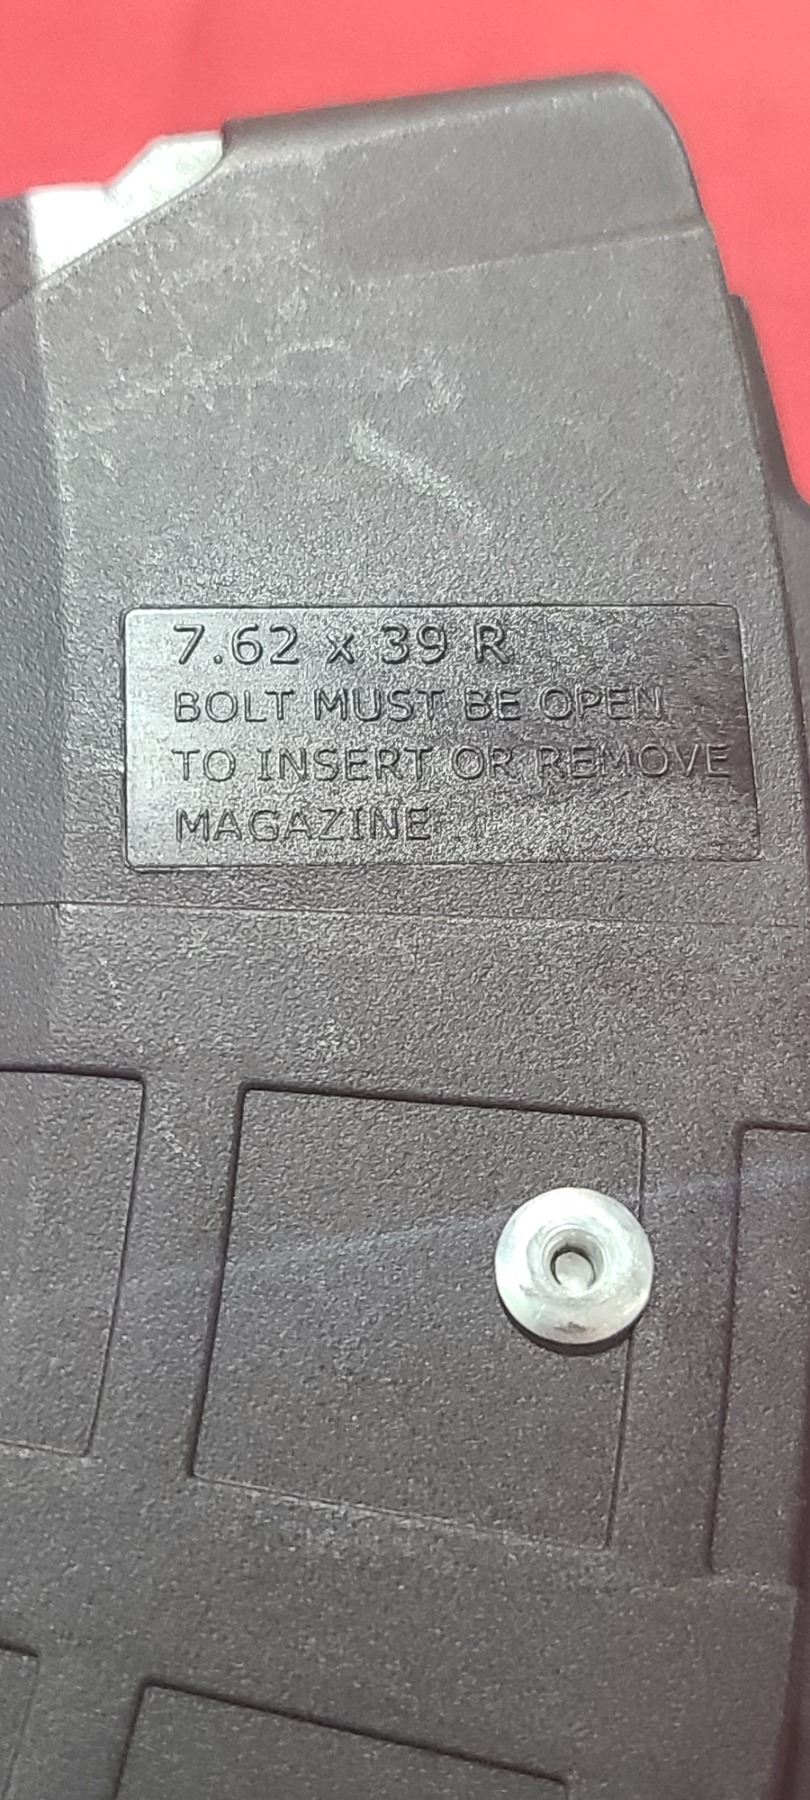 7.62 x 39 R
BOLT MUST BE OPEN
TO INSERT OR REMOVE
MAGAZINE